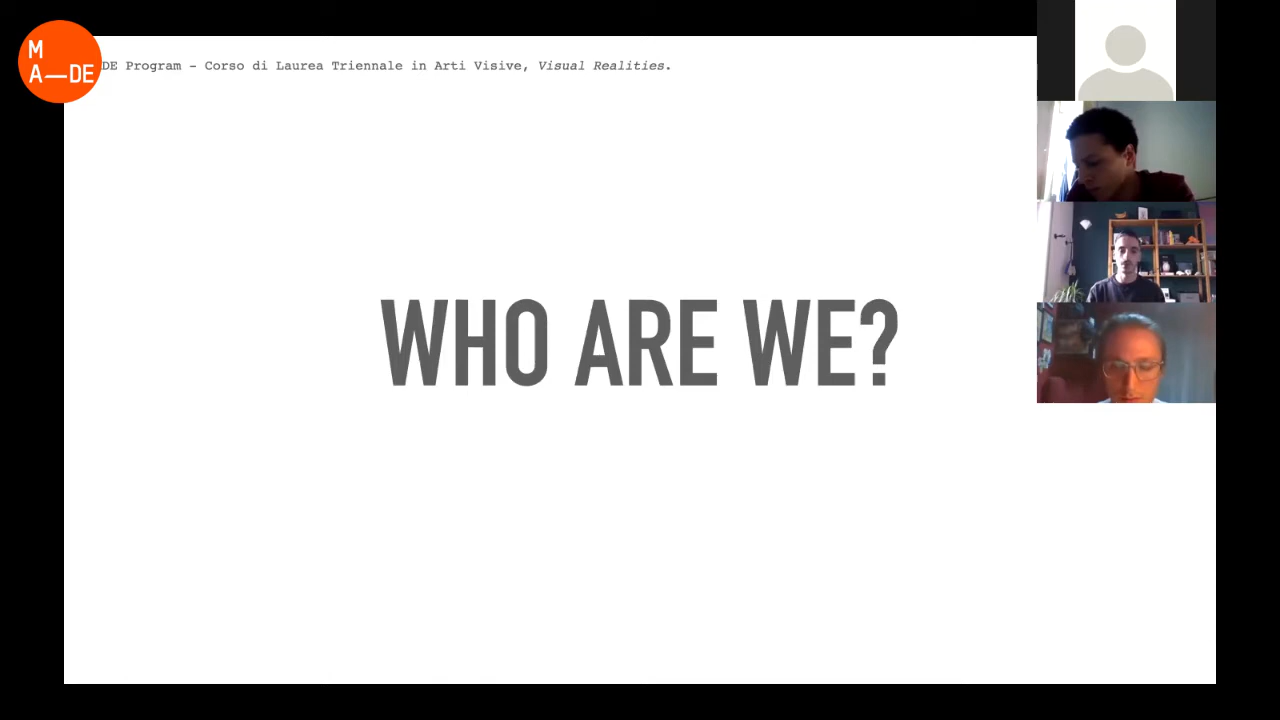 M
A—DE
DE Program – Corso di Laurea Triennale in Arti Visive, Visual Realities.
WHO ARE WE?